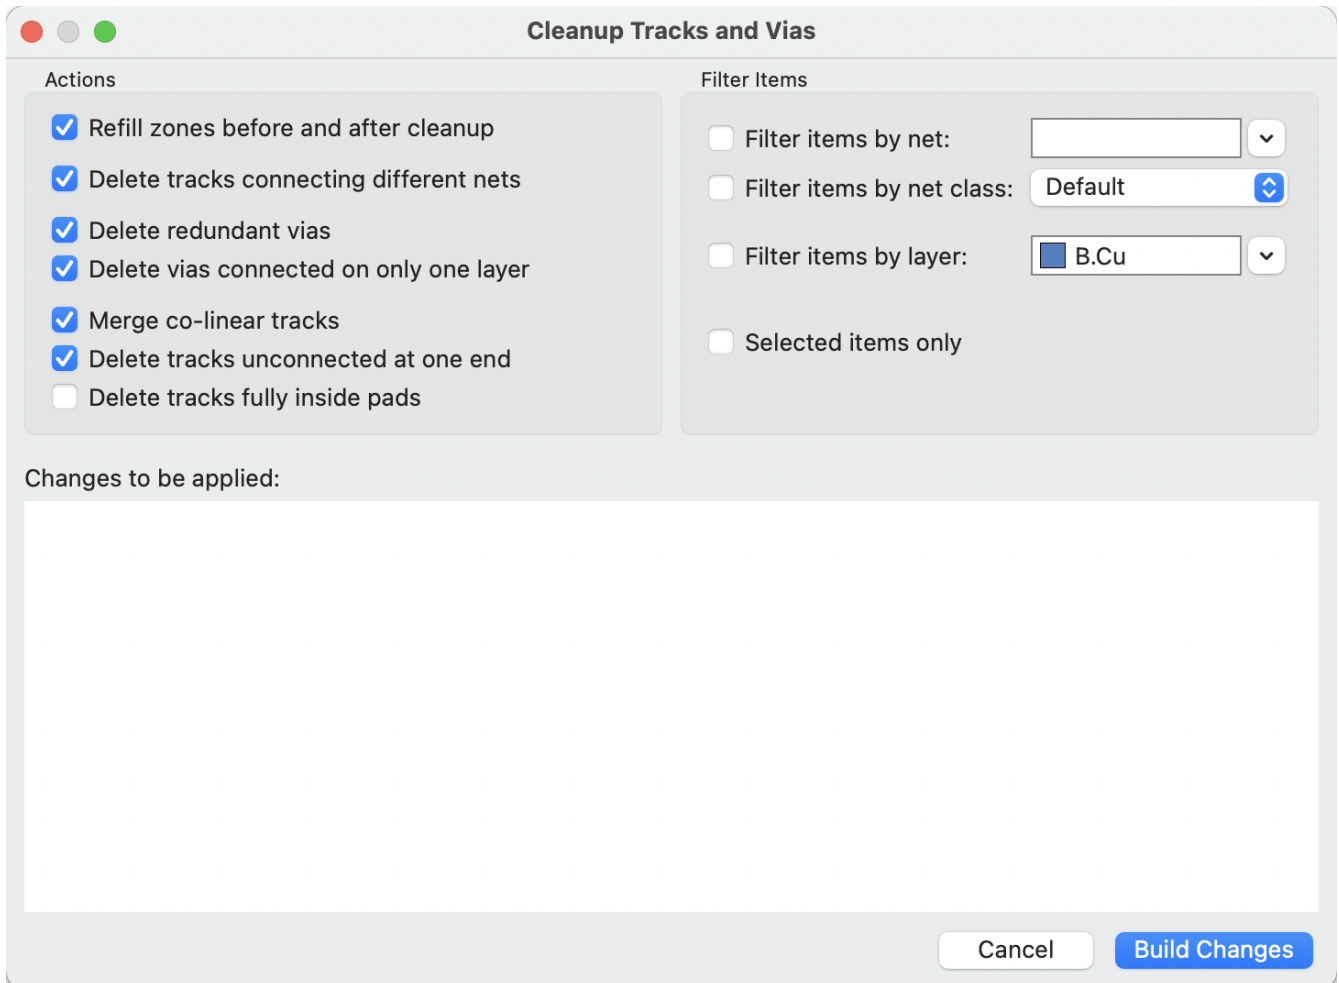 Cleanup Tracks and Vias
Actions
Refill zones before and after cleanup
Delete tracks connecting different nets
Delete redundant vias
Delete vias connected on only one layer
Merge co-linear tracks
Delete tracks unconnected at one end
Delete tracks fully inside pads
Filter Items
Filter items by net:
Filter items by net class: Default
Filter items by layer: B.Cu
Selected items only
Changes to be applied:
Cancel Build Changes